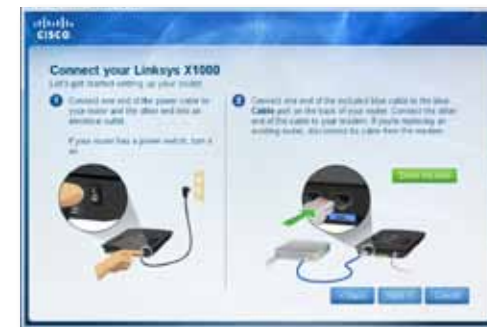 CISCO
Connect your Linksys X1000
Let's get started setting up your router.
1 Connect one end of the power cable to
your router and the other end into an
electrical outlet.
If your router has a power switch, turn it
on.
2 Connect one end of the included blue cable to the blue
Cable port on the back of your router. Connect the other
end of the cable to your modem. If you're replacing an
existing router, disconnect its cable from the modem.
Next
Cancel